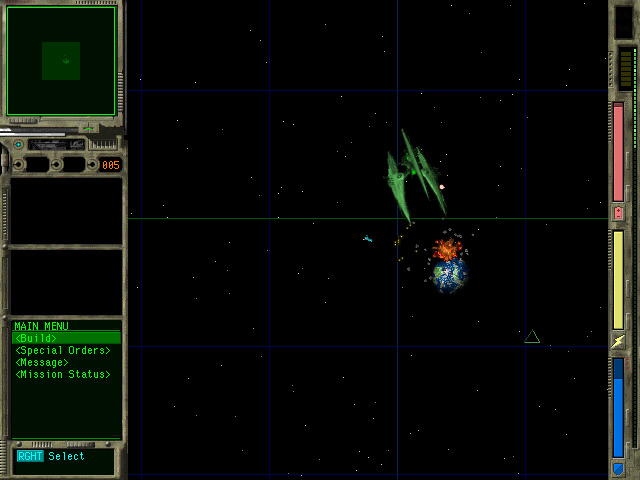 005
MAIN MENU
<Build>
<Special Orders>
<Message>
<Mission Status>
RGHT Select